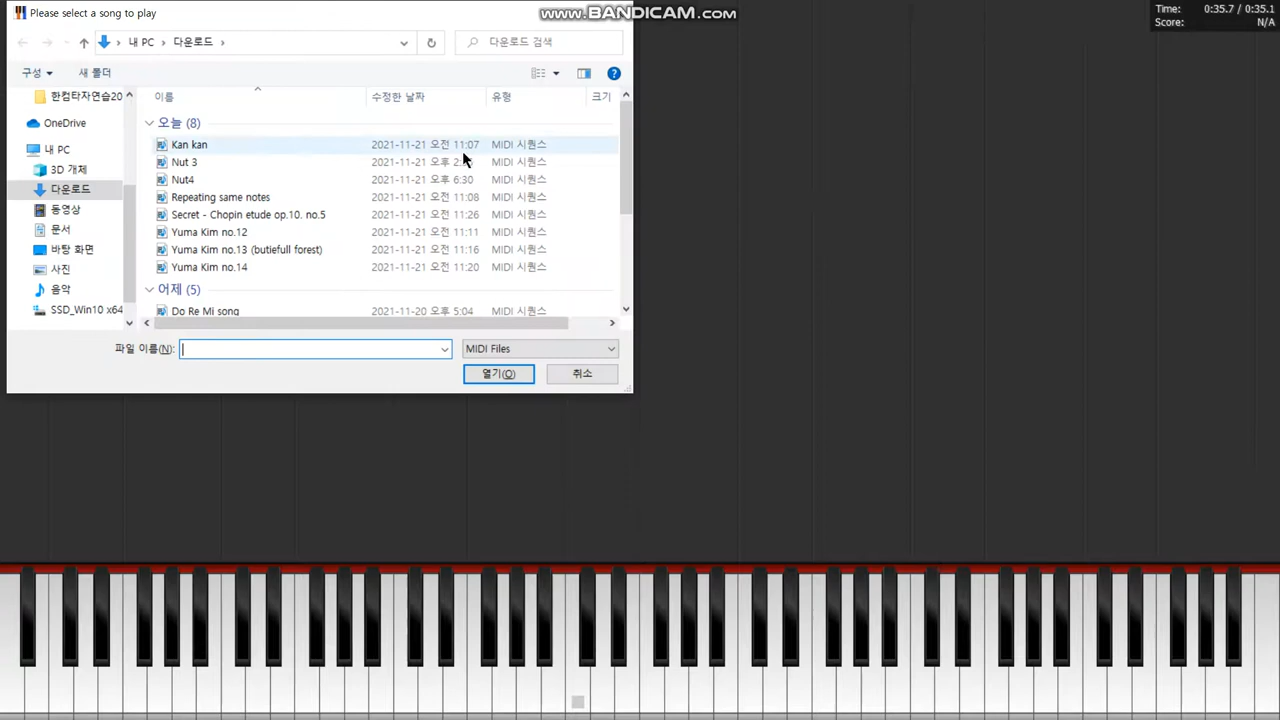 Please select a song to play
www.BANDICAM.com
Time: 0:35.7 / 0:35.1
Score: N/A
내 PC > 다운로드 >
다운로드 검색
구성
새 폴더
이름 수정한 날짜 유형 크기
한컴타자연습20
OneDrive
내 PC
3D 개체
다운로드
동영상
문서
바탕 화면
사진
음악
SSD_Win10 x64
오늘 (8)
Kan kan 2021-11-21 오전 11:07 MIDI 시퀀스
Nut 3 2021-11-21 오후 MIDI 시퀀스
Nut4 2021-11-21 오후 6:30 MIDI 시퀀스
Repeating same notes 2021-11-21 오전 11:08 MIDI 시퀀스
Secret - Chopin etude op.10. no.5 2021-11-21 오전 11:26 MIDI 시퀀스
Yuma Kim no.12 2021-11-21 오전 11:11 MIDI 시퀀스
Yuma Kim no.13 (butiefull forest) 2021-11-21 오전 11:16 MIDI 시퀀스
Yuma Kim no.14 2021-11-21 오전 11:20 MIDI 시퀀스
어제 (5)
Do Re Mi song 2021-11-20 오후 5:04 MIDI 시퀀스
파일 이름(N):
MIDI Files
열기(O)
취소